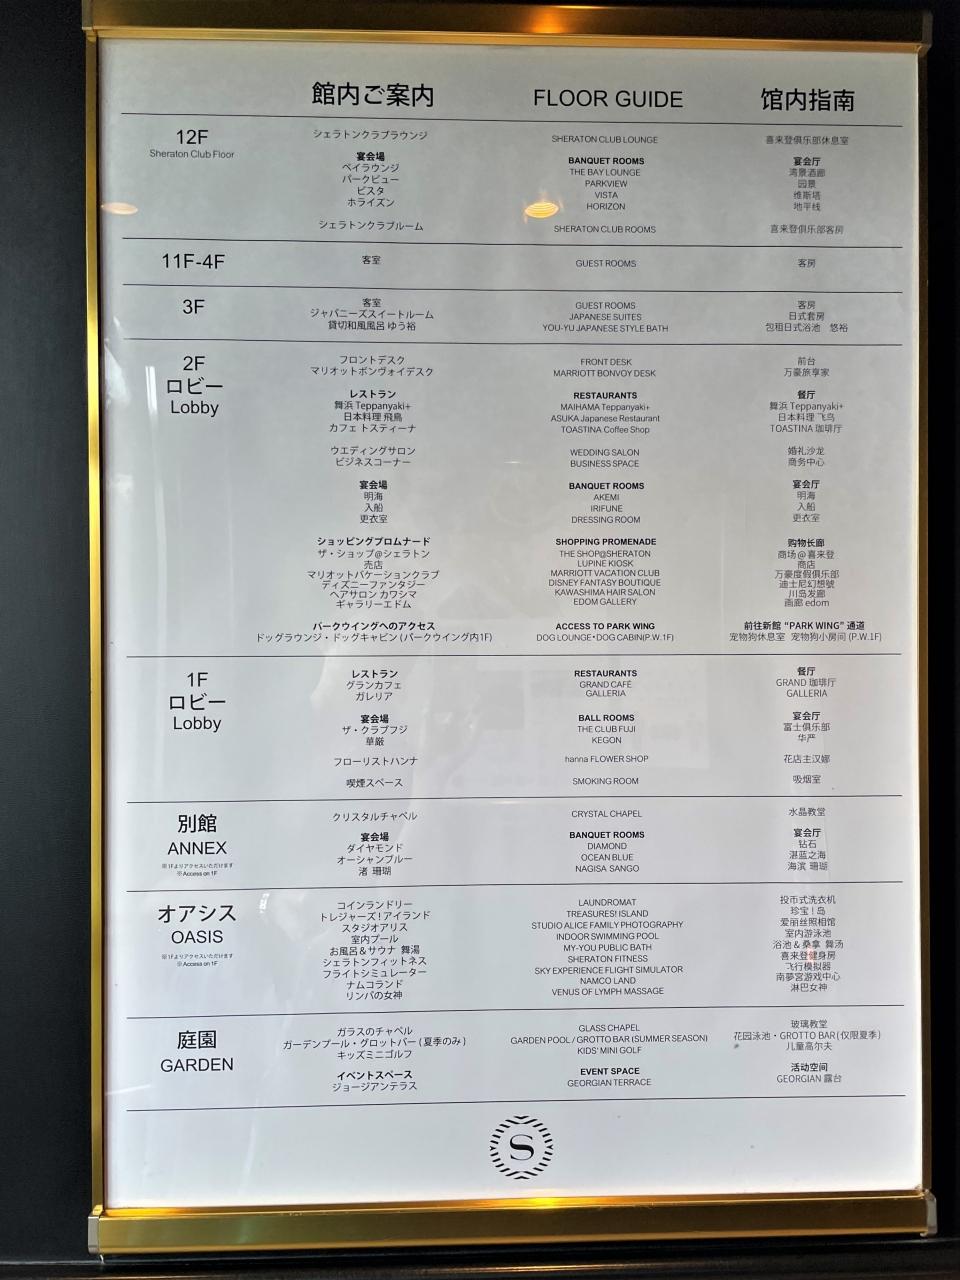 館内ご案内 FLOOR GUIDE 馆内指南
12F
Sheraton Club Floor
シェラトンクラブラウンジ SHERATON CLUB LOUNGE 喜来登俱乐部休息室
宴会場 BANQUET ROOMS 宴会厅
ベイラウンジ THE BAY LOUNGE 湾景酒廊
パークビュー PARKVIEW 园景
ビスタ VISTA 维斯塔
ホライズン HORIZON 地平线
シェラトンクラブルーム SHERATON CLUB ROOMS 喜来登俱乐部客房
11F-4F 客室 GUEST ROOMS 客房
3F
客室 GUEST ROOMS 客房
ジャパニーズスイートルーム JAPANESE SUITES 日式套房
貸切和風風呂 ゆう裕 YOU-YU JAPANESE STYLE BATH 包租日式浴池 悠裕
2F
ロビー
Lobby
フロントデスク FRONT DESK 前台
マリオットボンヴォイデスク MARRIOTT BONVOY DESK 万豪旅享家
レストラン RESTAURANTS 餐厅
舞浜 Teppanyaki+ MAIHAMA Teppanyaki+ 舞浜 Teppanyaki+
日本料理 飛鳥 ASUKA Japanese Restaurant 日本料理 飞鸟
カフェ トスティーナ TOASTINA Coffee Shop TOASTINA 珈琲厅
ウエディングサロン WEDDING SALON 婚礼沙龙
ビジネスコーナー BUSINESS SPACE 商务中心
宴会場 BANQUET ROOMS 宴会厅
明海 AKEMI 明海
入船 IRIFUNE 入船
更衣室 DRESSING ROOM 更衣室
ショッピングプロムナード SHOPPING PROMENADE 购物长廊
ザ・ショップ@シェラトン THE SHOP@SHERATON 商场@喜来登
売店 LUPINE KIOSK 商店
マリオットバケーションクラブ MARRIOTT VACATION CLUB 万豪度假俱乐部
ディズニーファンタジー DISNEY FANTASY BOUTIQUE 迪士尼幻想號
ヘアサロン カワシマ KAWASHIMA HAIR SALON 川岛发廊
ギャラリーエドム EDOM GALLERY 画廊 edom
パークウイングへのアクセス ACCESS TO PARK WING 前往新館 “PARK WING” 通道
ドッグラウンジ・ドッグキャビン (パークウイング内1F) DOG LOUNGE・DOG CABIN(P.W.1F) 宠物狗休息室 宠物狗小房间 (P.W.1F)
1F
ロビー
Lobby
レストラン RESTAURANTS 餐厅
グランカフェ GRAND CAFÉ GRAND 珈琲厅
ガレリア GALLERIA GALLERIA
宴会場 BALL ROOMS 宴会厅
ザ・クラブフジ THE CLUB FUJI 富士俱乐部
華厳 KEGON 华严
フローリストハンナ hanna FLOWER SHOP 花店主汉娜
喫煙スペース SMOKING ROOM 吸烟室
別館
ANNEX
※1Fよりアクセスいただけます
※Access on 1F
クリスタルチャペル CRYSTAL CHAPEL 水晶教堂
宴会場 BANQUET ROOMS 宴会厅
ダイヤモンド DIAMOND 钻石
オーシャンブルー OCEAN BLUE 湛蓝之海
渚 珊瑚 NAGISA SANGO 海滨 珊瑚
オアシス
OASIS
※1Fよりアクセスいただけます
※Access on 1F
コインランドリー LAUNDROMAT 投币式洗衣机
トレジャーズ!アイランド TREASURES! ISLAND 珍宝!岛
スタジオアリス STUDIO ALICE FAMILY PHOTOGRAPHY 爱丽丝照相馆
室内プール INDOOR SWIMMING POOL 室内游泳池
お風呂＆サウナ 舞湯 MY-YOU PUBLIC BATH 浴池＆桑拿 舞汤
シェラトンフィットネス SHERATON FITNESS 喜来登健身房
フライトシミュレーター SKY EXPERIENCE FLIGHT SIMULATOR 飞行模拟器
ナムコランド NAMCO LAND 南夢宮游戏中心
リンパの女神 VENUS OF LYMPH MASSAGE 淋巴女神
庭園
GARDEN
ガラスのチャペル GLASS CHAPEL 玻璃教堂
ガーデンプール・グロットバー (夏季のみ) GARDEN POOL / GROTTO BAR (SUMMER SEASON) 花园泳池・GROTTO BAR (仅限夏季)
キッズミニゴルフ KIDS' MINI GOLF 儿童高尔夫
イベントスペース EVENT SPACE 活动空间
ジョージアンテラス GEORGIAN TERRACE GEORGIAN 露台
S